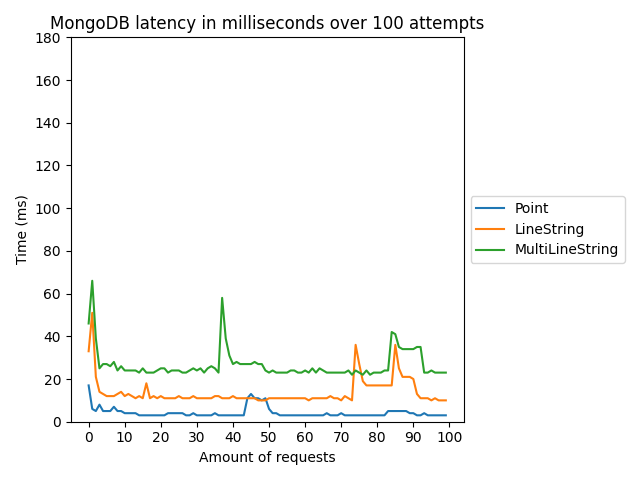 MongoDB latency in milliseconds over 100 attempts
180
160
140
120
100
80
60
40
20
0
Time (ms)
0 10 20 30 40 50 60 70 80 90 100
Amount of requests
Point
LineString
MultiLineString